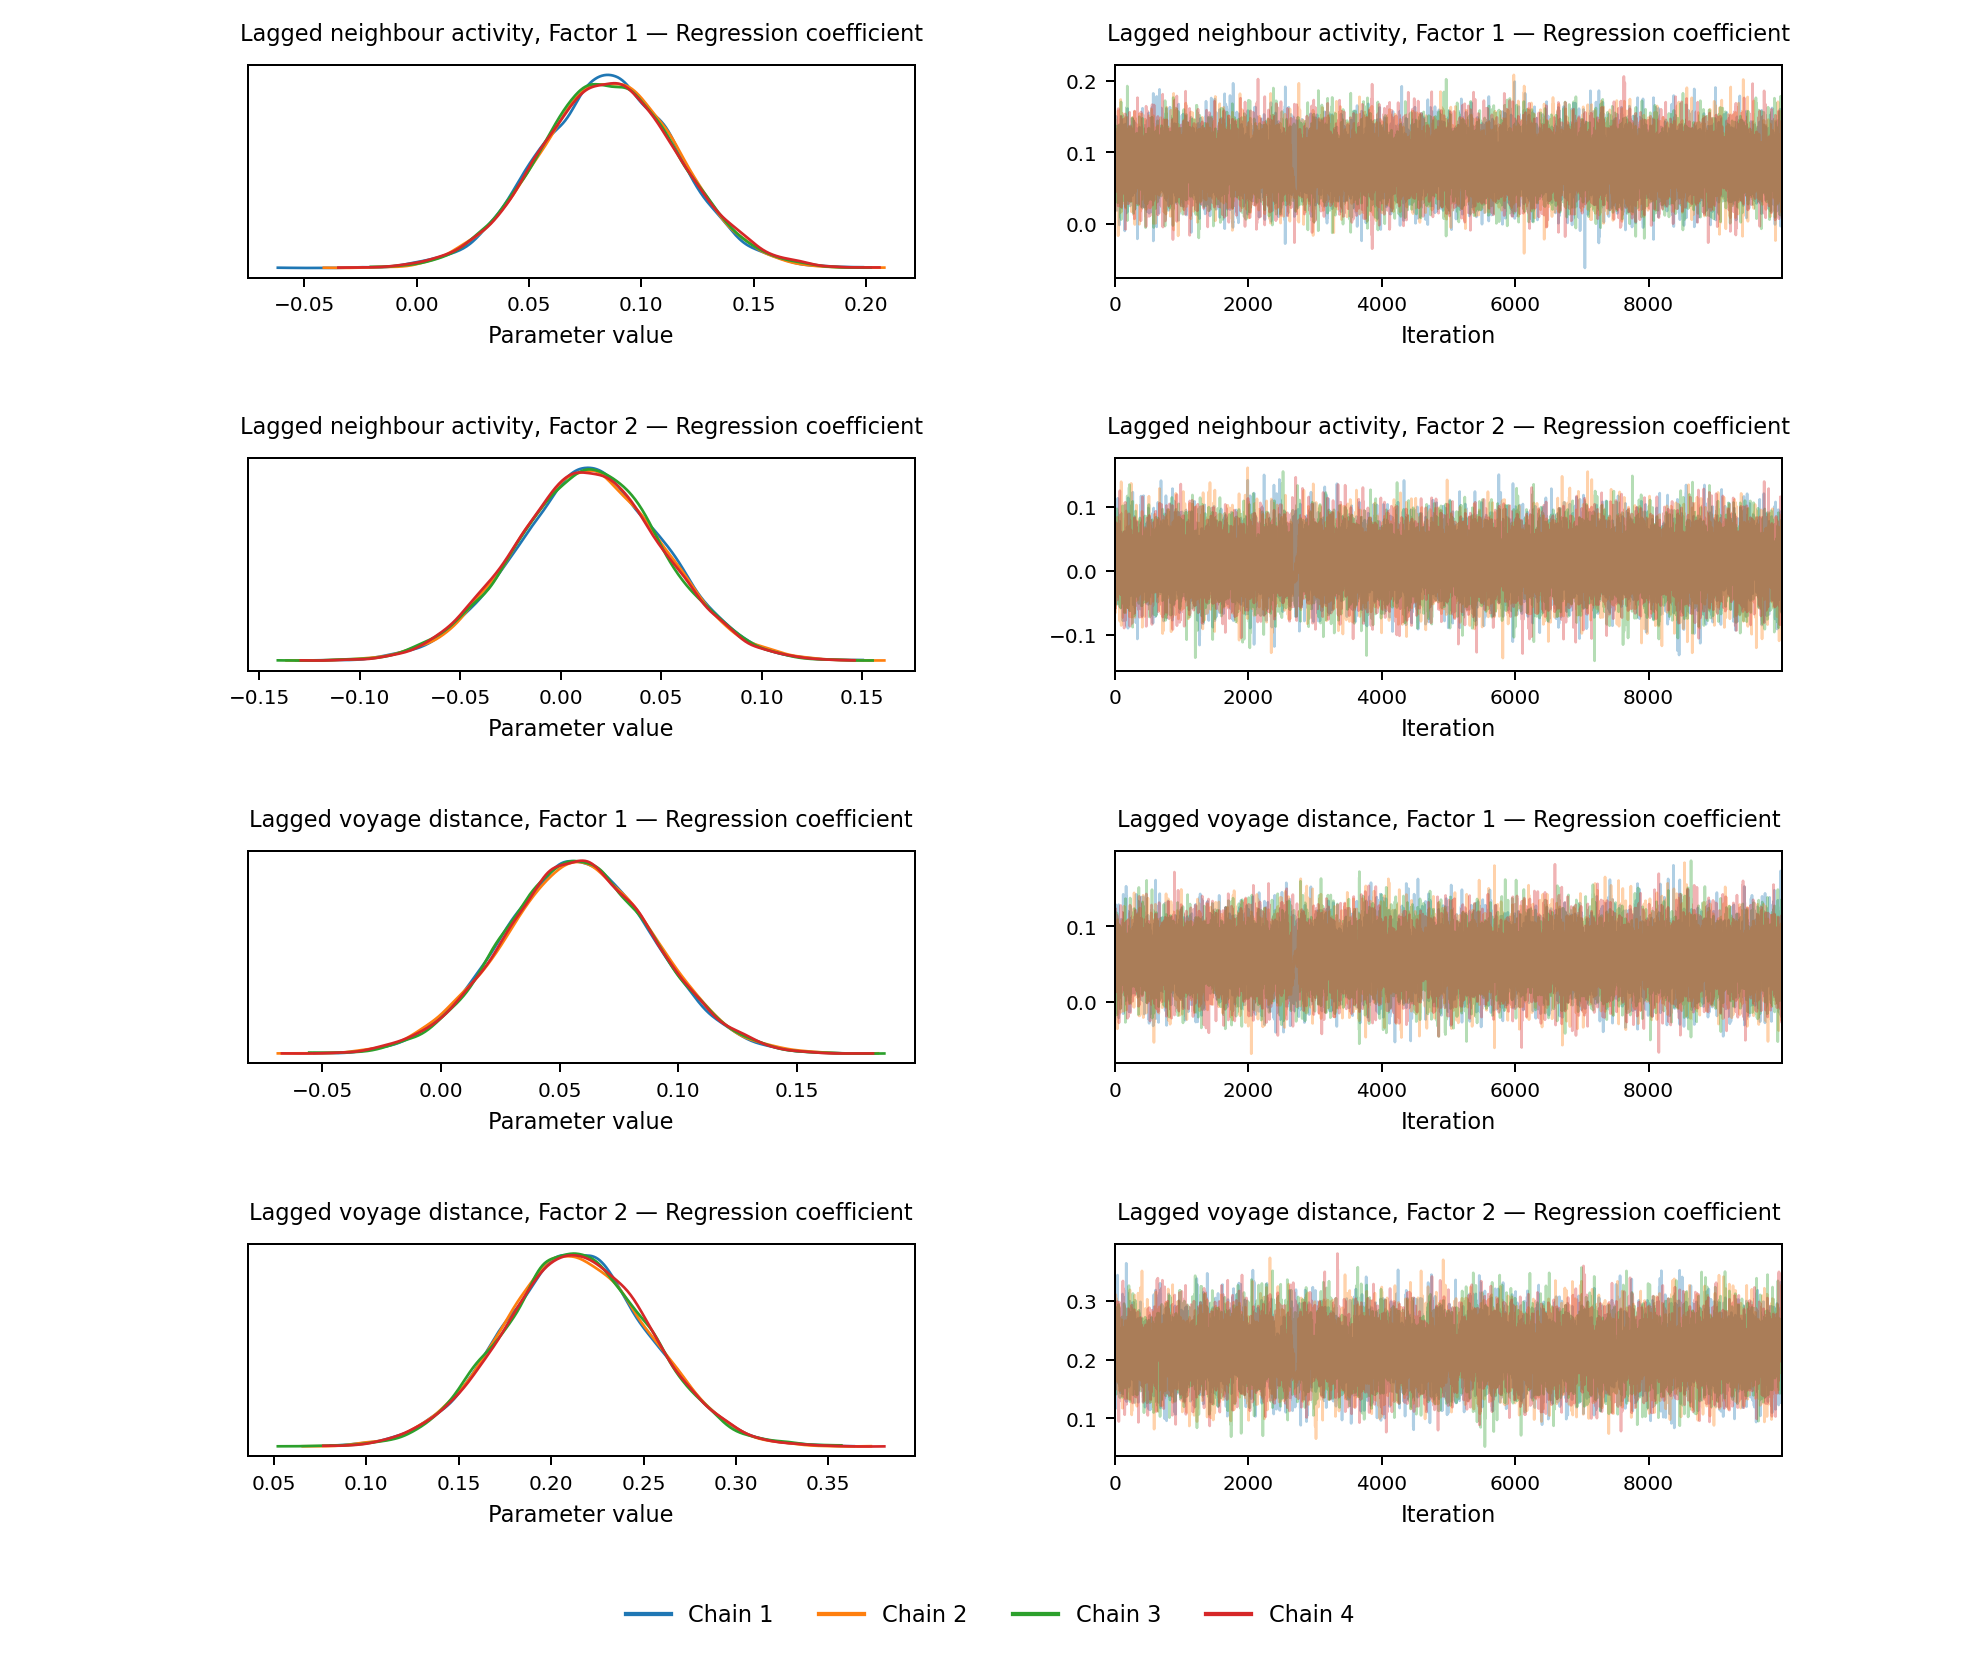 Lagged neighbour activity, Factor 1 — Regression coefficient
−0.05 0.00 0.05 0.10 0.15 0.20
Parameter value
Lagged neighbour activity, Factor 1 — Regression coefficient
0.2
0.1
0.0
0 2000 4000 6000 8000
Iteration
Lagged neighbour activity, Factor 2 — Regression coefficient
−0.15 −0.10 −0.05 0.00 0.05 0.10 0.15
Parameter value
Lagged neighbour activity, Factor 2 — Regression coefficient
0.1
0.0
−0.1
0 2000 4000 6000 8000
Iteration
Lagged voyage distance, Factor 1 — Regression coefficient
−0.05 0.00 0.05 0.10 0.15
Parameter value
Lagged voyage distance, Factor 1 — Regression coefficient
0.1
0.0
0 2000 4000 6000 8000
Iteration
Lagged voyage distance, Factor 2 — Regression coefficient
0.05 0.10 0.15 0.20 0.25 0.30 0.35
Parameter value
Lagged voyage distance, Factor 2 — Regression coefficient
0.3
0.2
0.1
0 2000 4000 6000 8000
Iteration
Chain 1 Chain 2 Chain 3 Chain 4